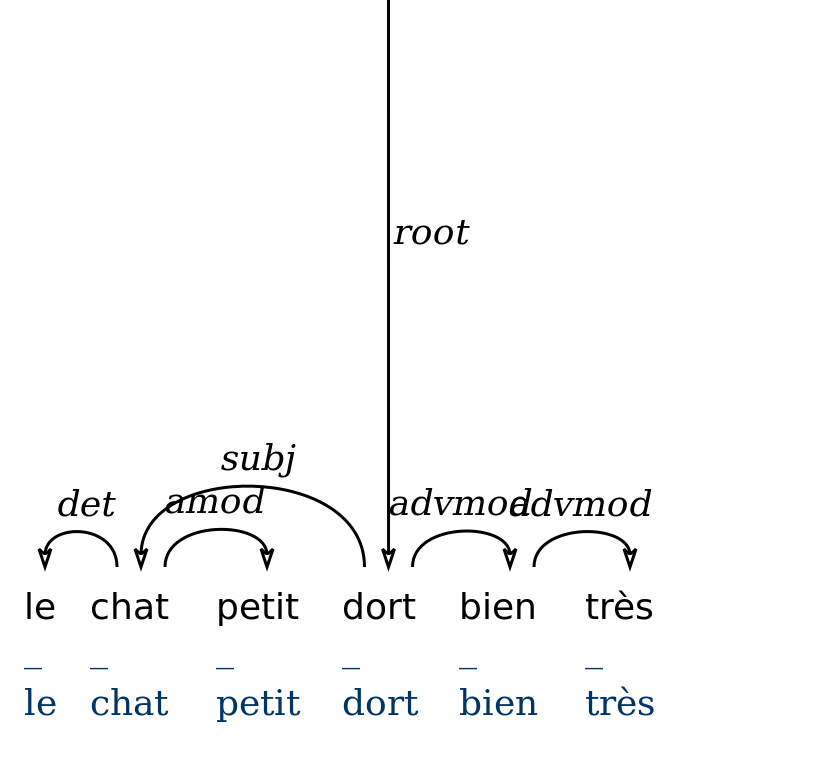 root
subj
det amod advmod advmod
le chat petit dort bien très
_ _ _ _ _ _
le chat petit dort bien très